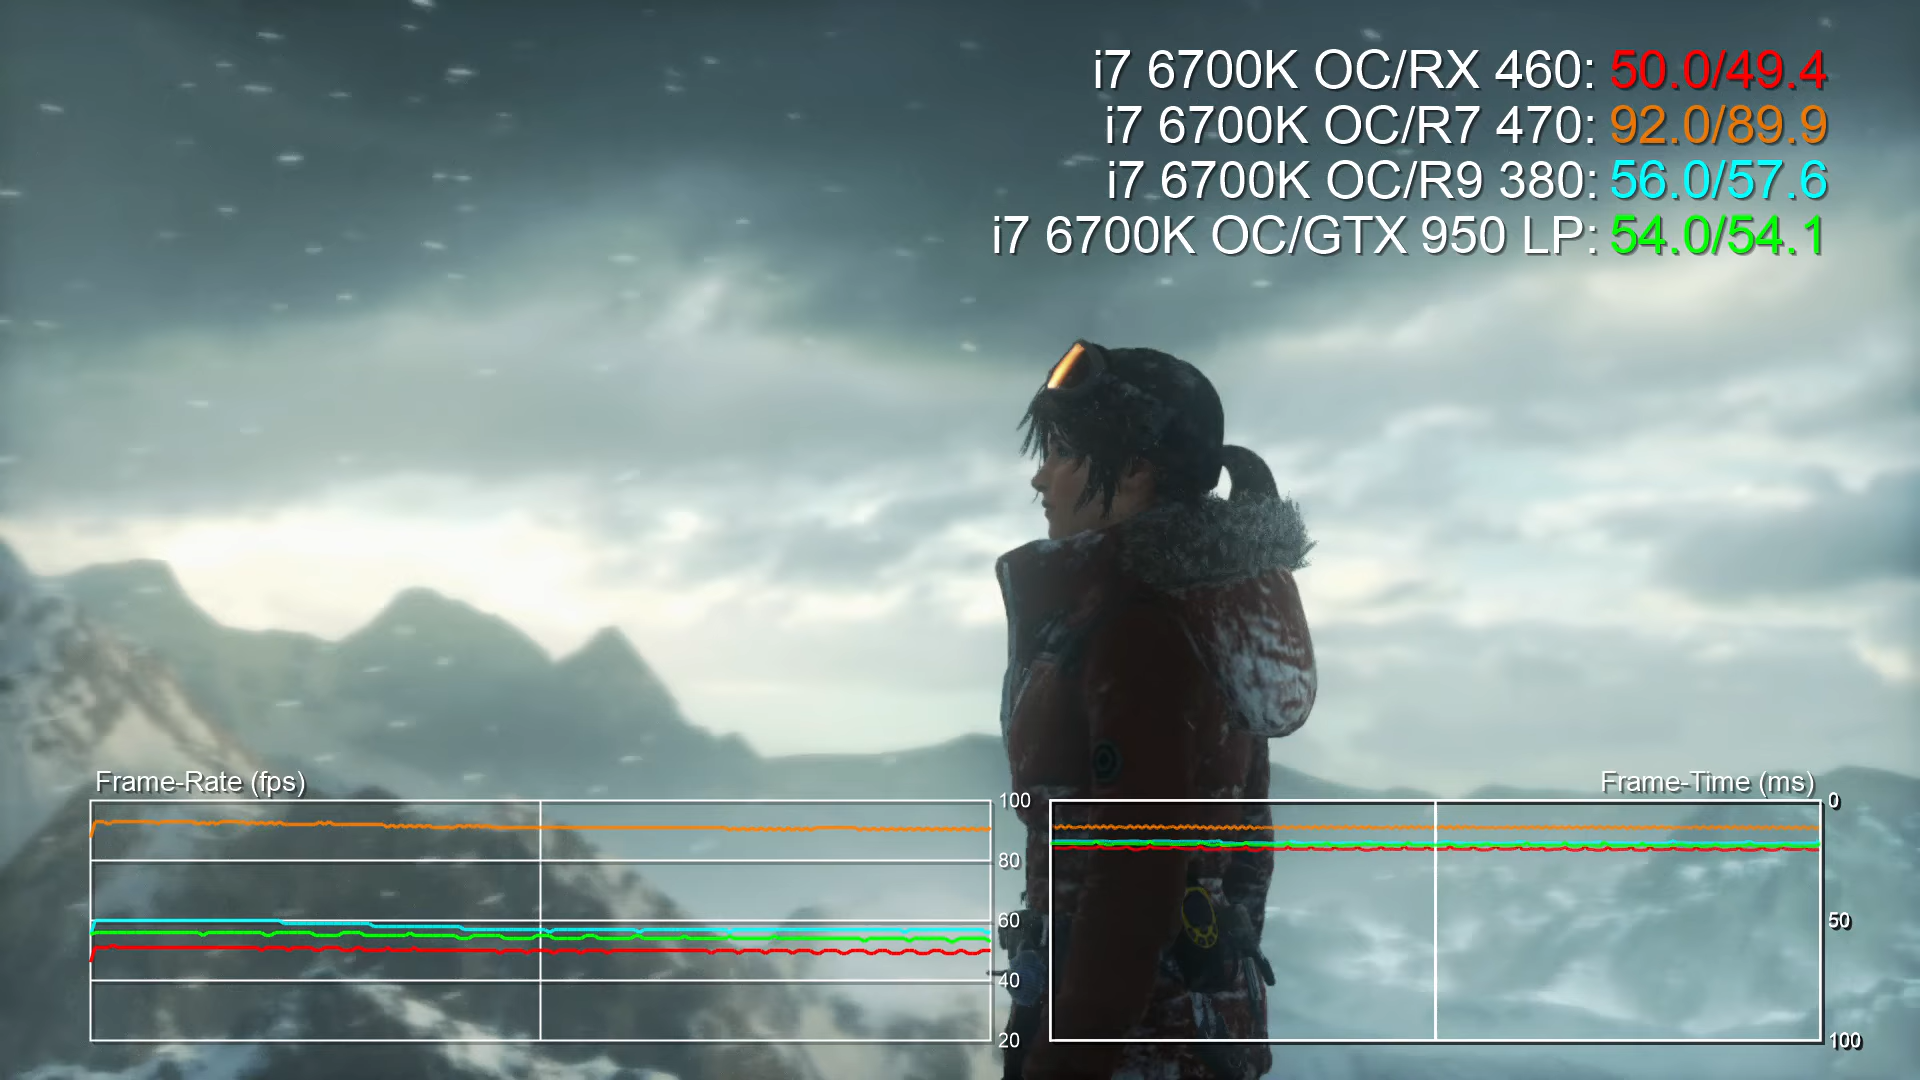 i7 6700K OC/RX 460: 50.0/49.4
i7 6700K OC/R7 470: 92.0/89.9
i7 6700K OC/R9 380: 56.0/57.6
i7 6700K OC/GTX 950 LP: 54.0/54.1
Frame-Rate (fps)
100
80
60
40
20
Frame-Time (ms)
0
50
100